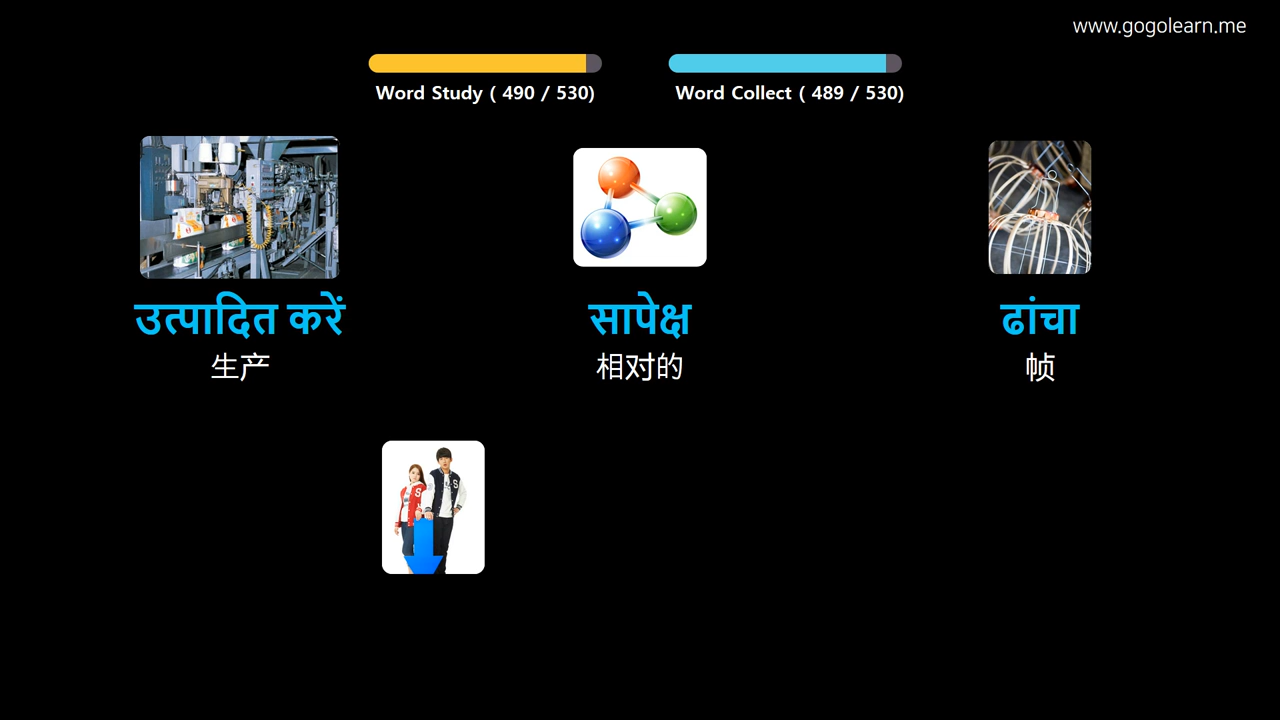 www.gogolearn.me
Word Study ( 490 / 530)
Word Collect ( 489 / 530)
उत्पादित करें
生产
सापेक्ष
相对的
ढांचा
帧